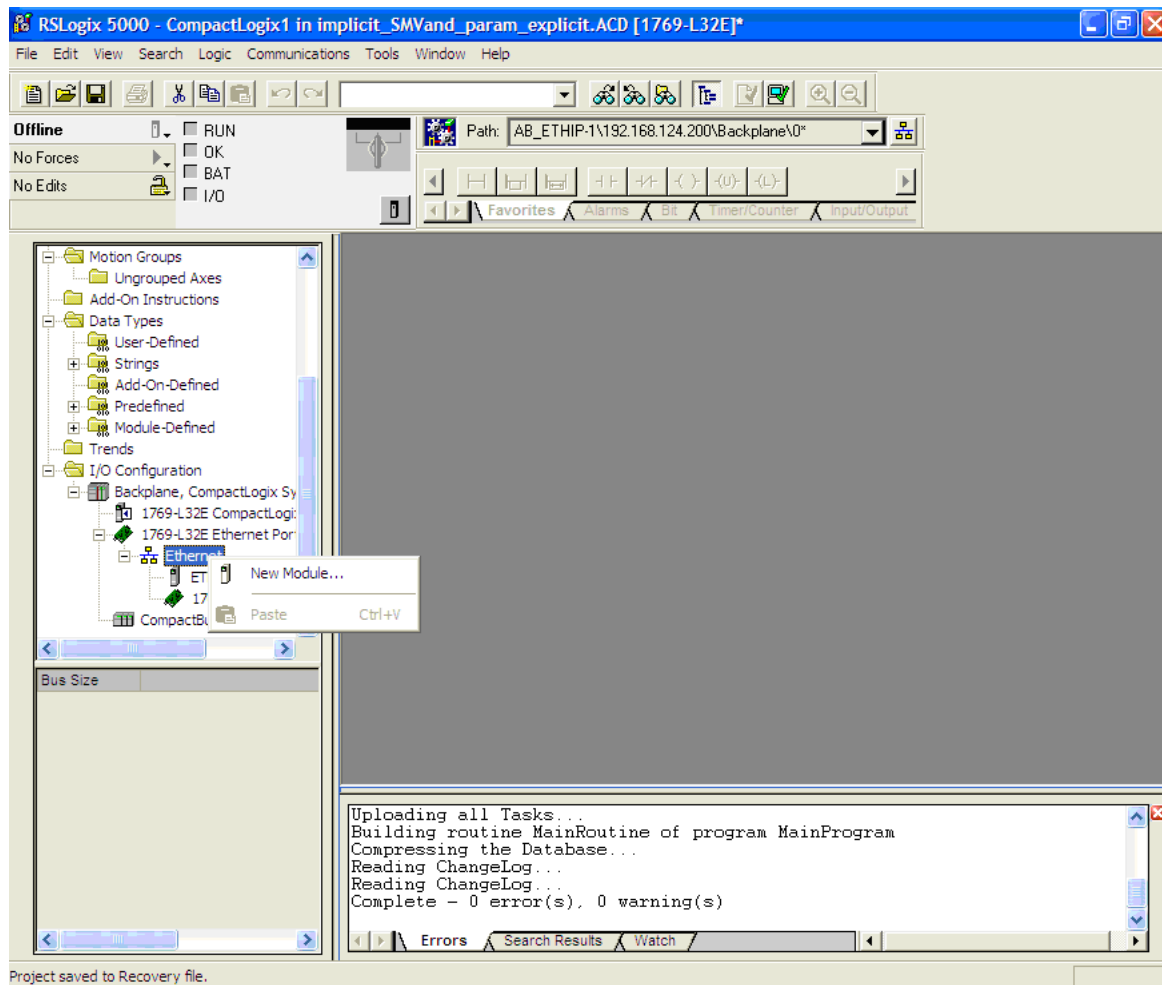 RSLogix 5000 - CompactLogix1 in implicit_SMVand_param_explicit.ACD [1769-L32E]*
File Edit View Search Logic Communications Tools Window Help
Offline
RUN
Path: AB_ETHIP-1\192.168.124.200\Backplane\0*
No Forces
OK
No Edits
BAT
I/O
Favorites Alarms Bit Timer/Counter Input/Output
Motion Groups
Ungrouped Axes
Add-On Instructions
Data Types
User-Defined
Strings
Add-On-Defined
Predefined
Module-Defined
Trends
I/O Configuration
Backplane, CompactLogix Sy
1769-L32E CompactLogi
1769-L32E Ethernet Por
Ethernet
ET
17
CompactBu
New Module...
Paste Ctrl+V
Bus Size
Uploading all Tasks...
Building routine MainRoutine of program MainProgram
Compressing the Database...
Reading ChangeLog...
Reading ChangeLog...
Complete - 0 error(s), 0 warning(s)
Errors Search Results Watch
Project saved to Recovery file.